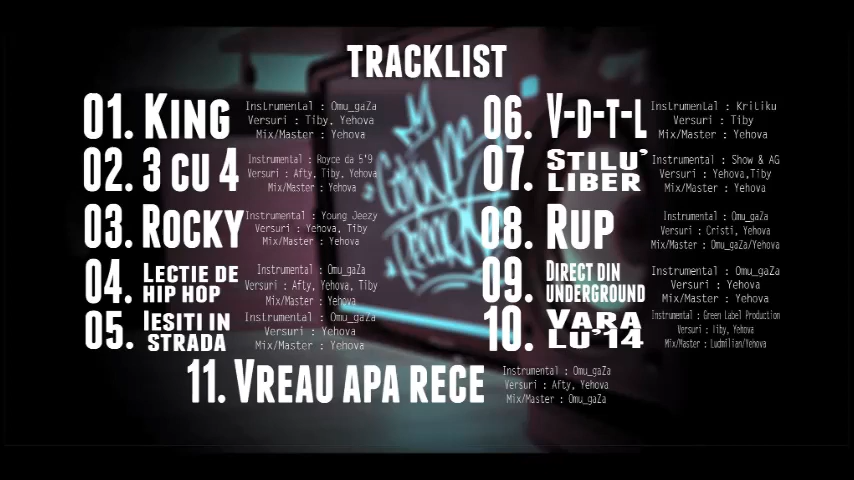 TRACKLIST
01. KING
Instrumental : Omu_gaZa
Versuri : Tiby, Yehova
Mix/Master : Yehova
02. 3 CU 4
Instrumental : Royce da 5'9
Versuri : Afty, Tiby, Yehova
Mix/Master : Yehova
03. ROCKY
Instrumental : Young Jeezy
Versuri : Yehova, Tiby
Mix/Master : Yehova
04. LECTIE DE
HIP HOP
Instrumental : Omu_gaZa
Versuri : Afty, Yehova, Tiby
Mix/Master : Yehova
05. IESITI IN
STRADA
Instrumental : Omu_gaZa
Versuri : Yehova
Mix/Master : Yehova
06. V-D-T-L
Instrumental : KriLiku
Versuri : Tiby
Mix/Master : Yehova
07. STILU'
LIBER
Instrumental : Show & AG
Versuri : Yehova,Tiby
Mix/Master : Yehova
08. RUP
Instrumental : Omu_gaZa
Versuri : Cristi, Yehova
Mix/Master : Omu_gaZa/Yehova
09. DIRECT DIN
UNDERGROUND
Instrumental : Omu_gaZa
Versuri : Yehova
Mix/Master : Yehova
10. VARA
LU'14
Instrumental : Green Label Production
Versuri : Tiby, Yehova
Mix/Master : Ludmilian/Yehova
11. VREAU APA RECE
Instrumental : Omu_gaZa
Versuri : Afty, Yehova
Mix/Master : Omu_gaZa